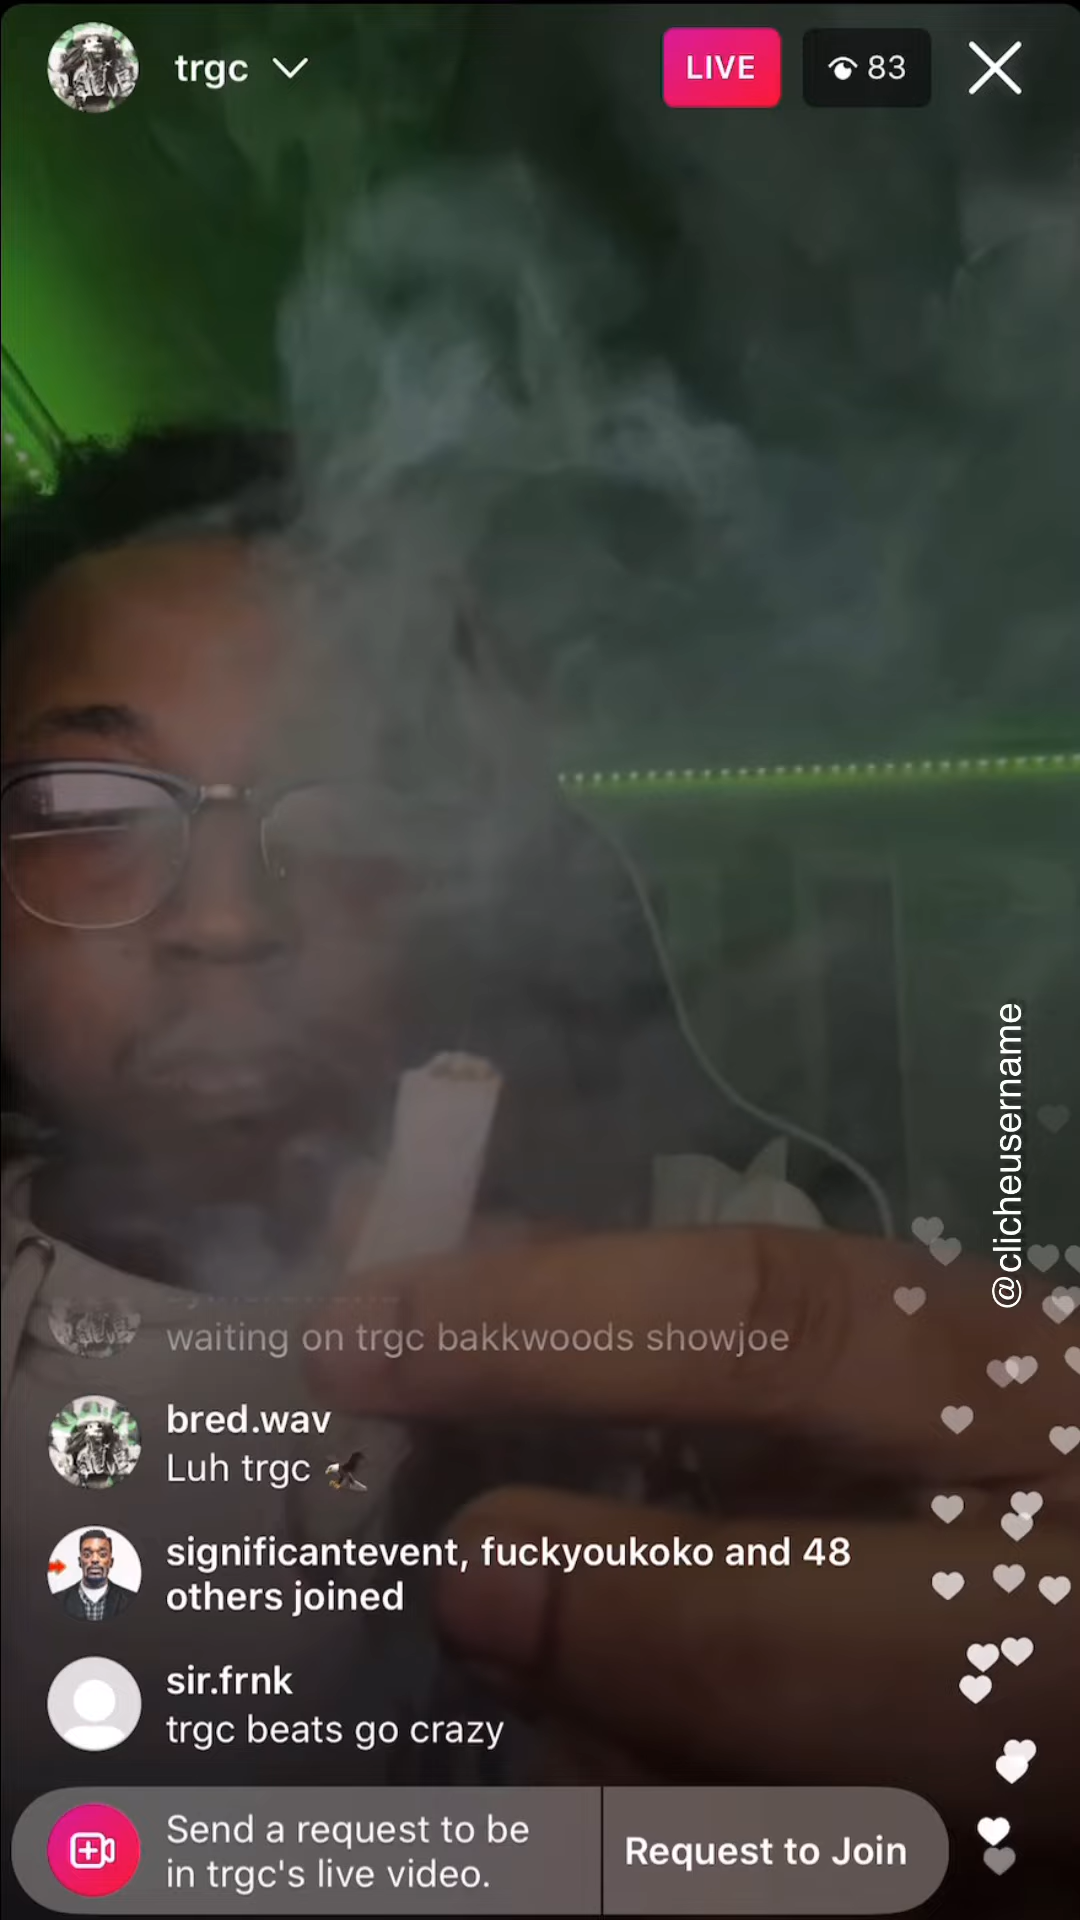 trgc
LIVE
83
@clicheusername
waiting on trgc bakkwoods showjoe
bred.wav
Luh trgc 🦅
significantevent, fuckyoukoko and 48
others joined
sir.frnk
trgc beats go crazy
Send a request to be
in trgc's live video.
Request to Join